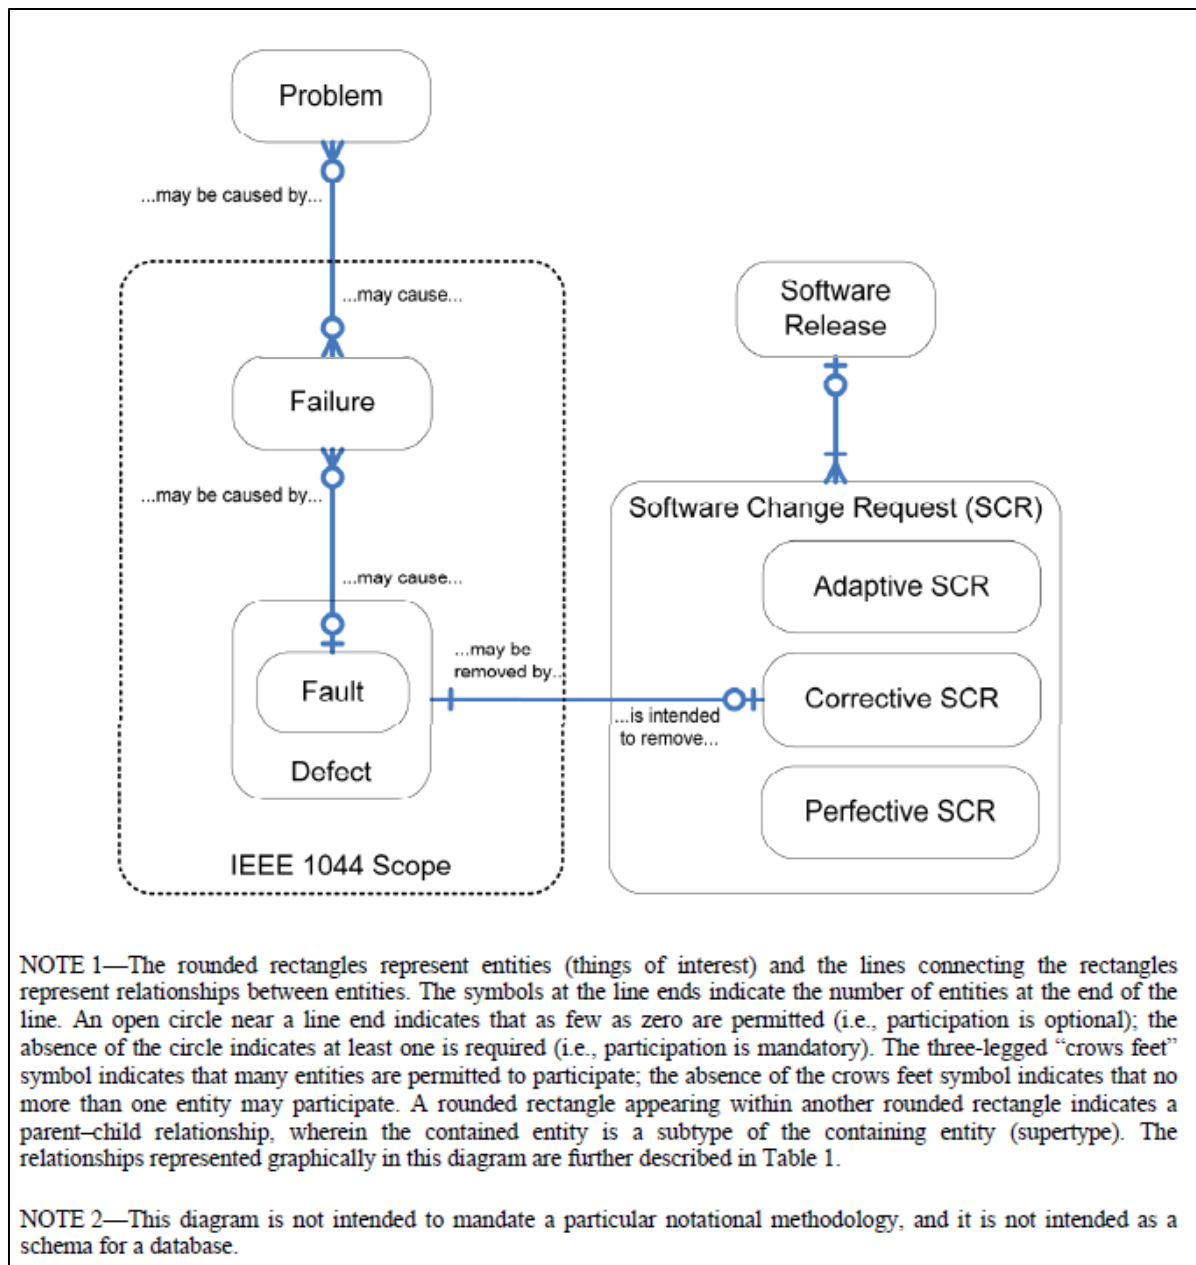 Problem
...may be caused by...
...may cause...
Software
Release
Failure
...may be caused by...
Software Change Request (SCR)
...may cause...
Adaptive SCR
...may be
removed by...
Fault
Corrective SCR
...is intended
to remove...
Defect
Perfective SCR
IEEE 1044 Scope
NOTE 1—The rounded rectangles represent entities (things of interest) and the lines connecting the rectangles
represent relationships between entities. The symbols at the line ends indicate the number of entities at the end of the
line. An open circle near a line end indicates that as few as zero are permitted (i.e., participation is optional); the
absence of the circle indicates at least one is required (i.e., participation is mandatory). The three-legged “crows feet”
symbol indicates that many entities are permitted to participate; the absence of the crows feet symbol indicates that no
more than one entity may participate. A rounded rectangle appearing within another rounded rectangle indicates a
parent–child relationship, wherein the contained entity is a subtype of the containing entity (supertype). The
relationships represented graphically in this diagram are further described in Table 1.
NOTE 2—This diagram is not intended to mandate a particular notational methodology, and it is not intended as a
schema for a database.